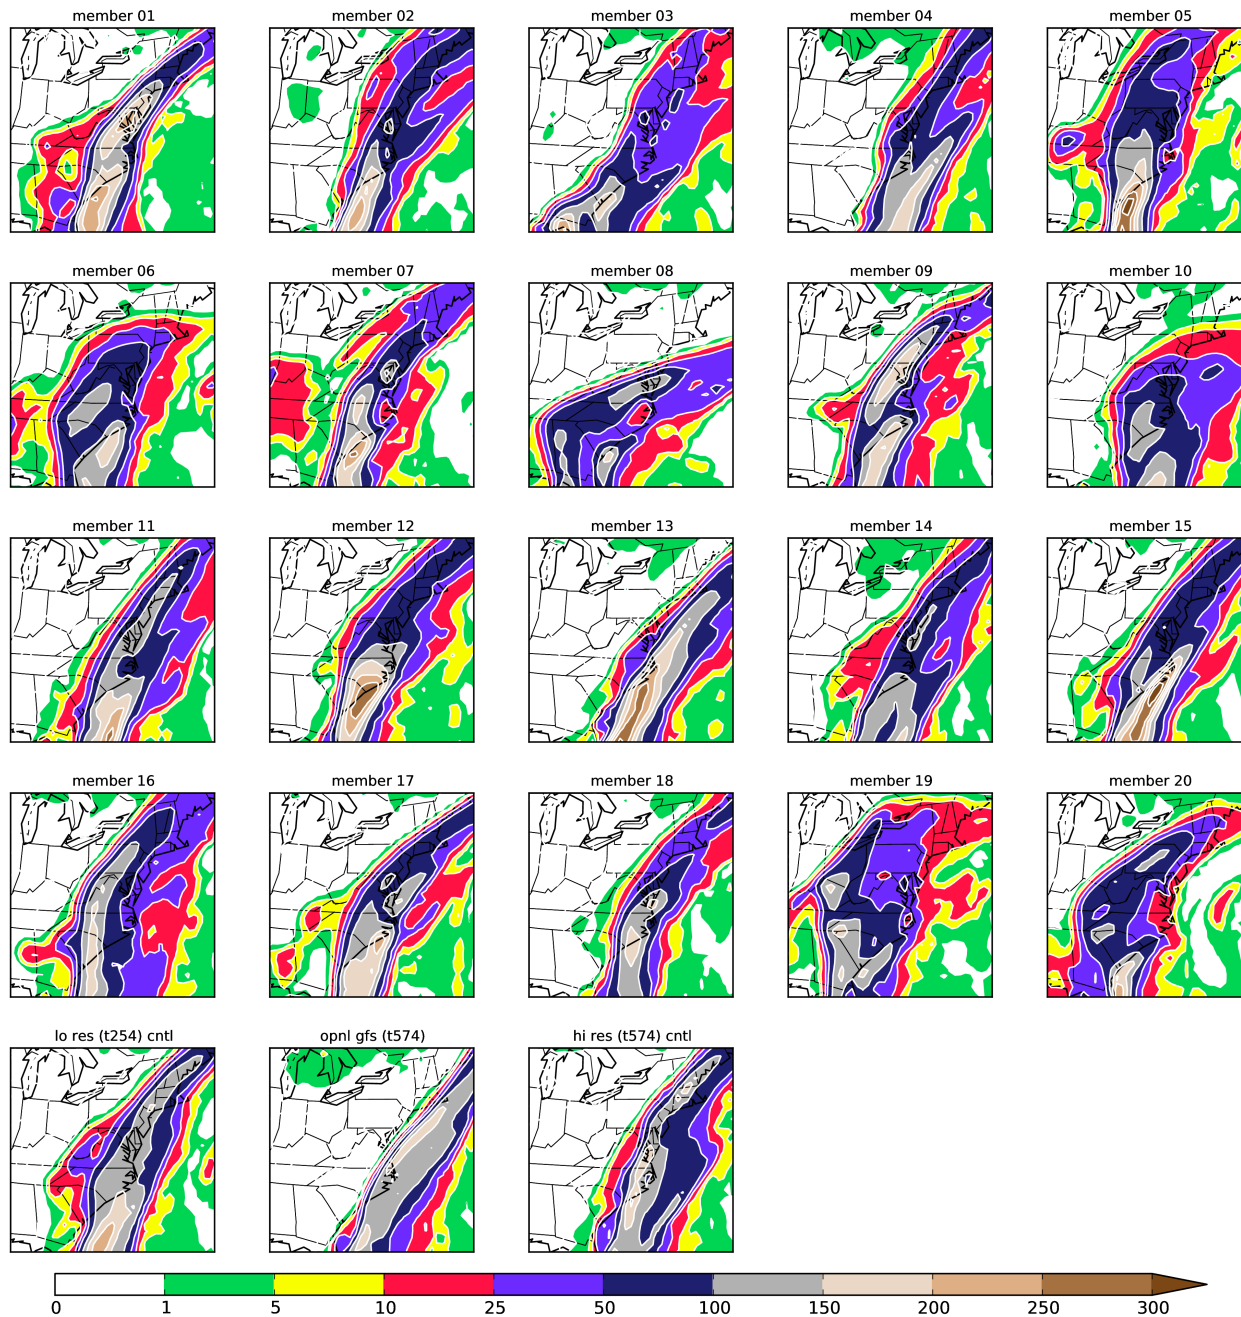 member 01 member 02 member 03 member 04 member 05
member 06 member 07 member 08 member 09 member 10
member 11 member 12 member 13 member 14 member 15
member 16 member 17 member 18 member 19 member 20
lo res (t254) cntl opnl gfs (t574) hi res (t574) cntl
0 1 5 10 25 50 100 150 200 250 300